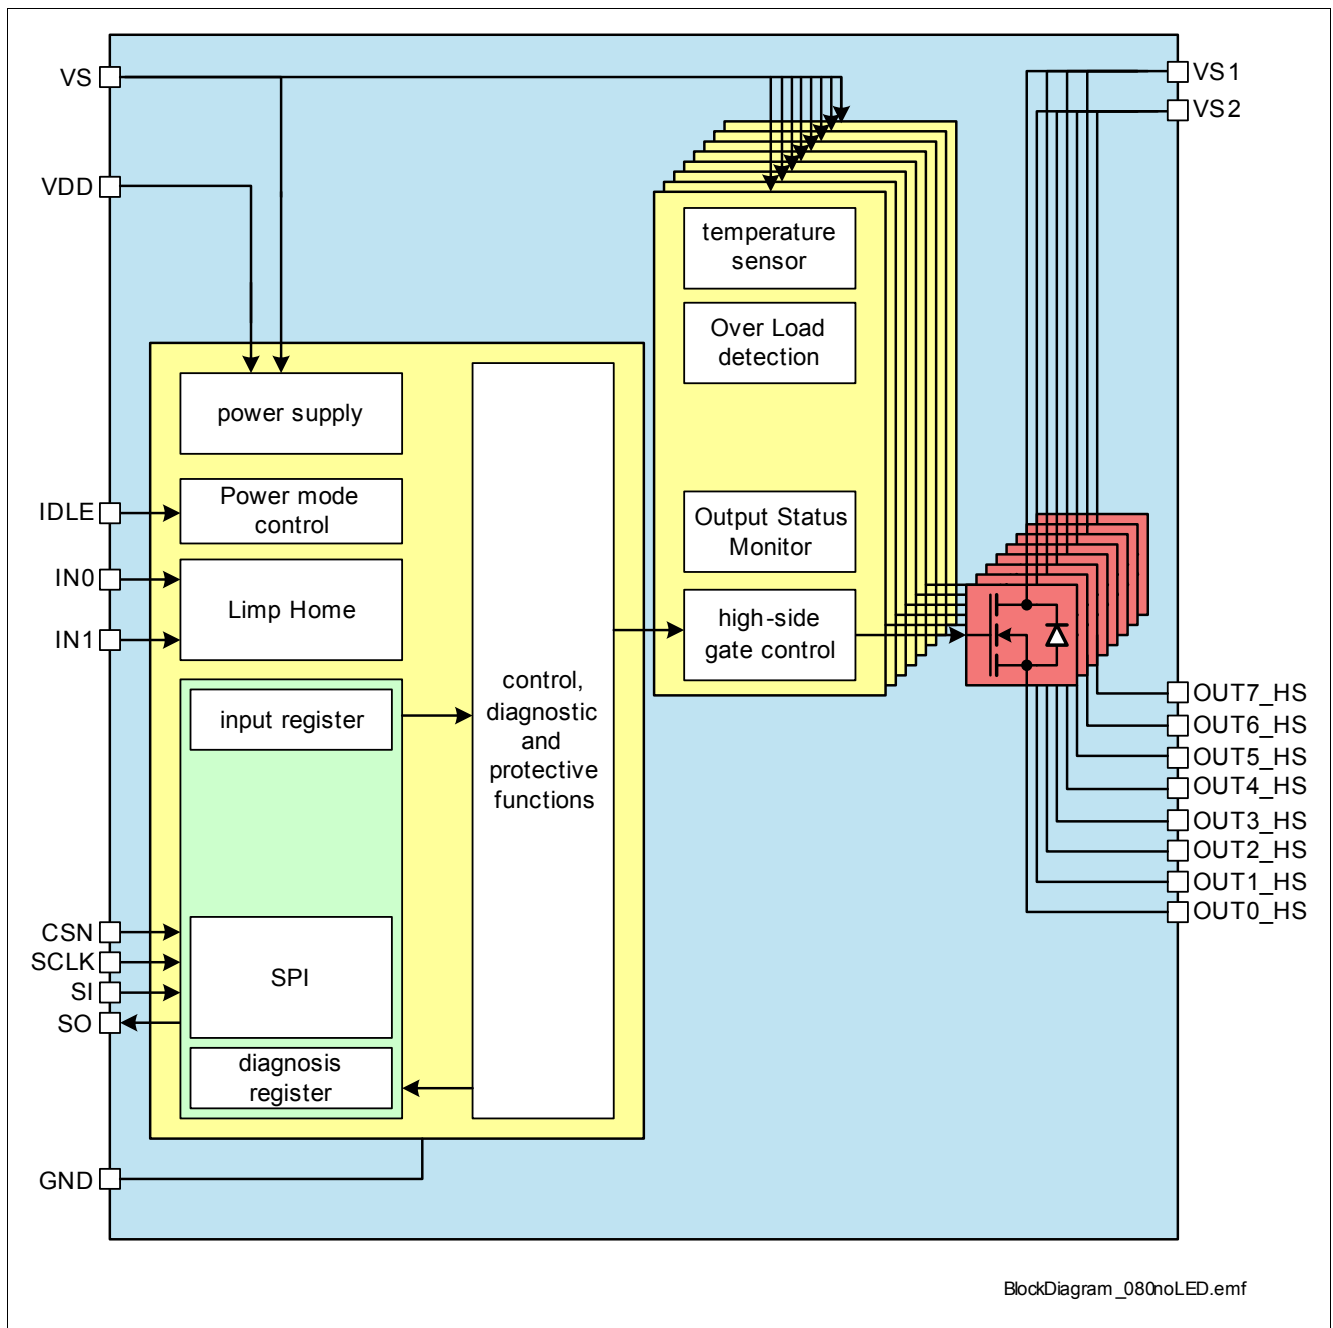 VS
VS1
VS2
VDD
temperature
sensor
Over Load
detection
power supply
IDLE
Power mode
control
Output Status
Monitor
IN0
Limp Home
IN1
high-side
gate control
control,
diagnostic
and
protective
functions
input register
OUT7_HS
OUT6_HS
OUT5_HS
OUT4_HS
OUT3_HS
OUT2_HS
OUT1_HS
OUT0_HS
CSN
SCLK
SI
SO
SPI
diagnosis
register
GND
BlockDiagram_080noLED.emf